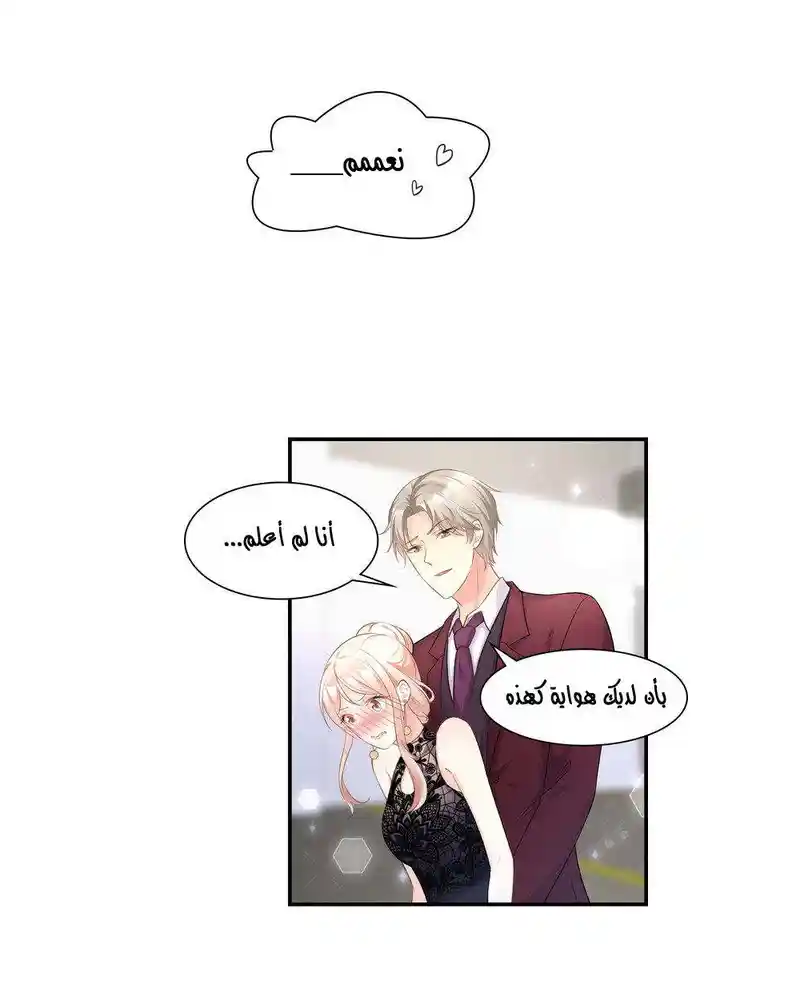 نعممم____
أنا لم أعلم...
بأن لديك هواية كهذه